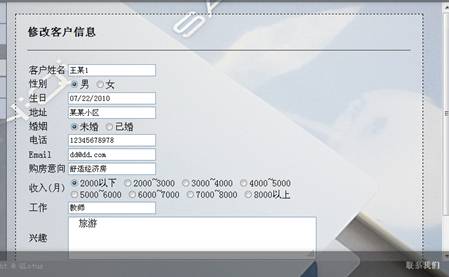 修改客户信息
客户姓名 王某1
性别 男 女
生日 07/22/2010
地址 某某小区
婚姻 未婚 已婚
电话 12345678978
Email dd@dd.com
购房意向 舒适经济房
收入(月) 2000以下 2000~3000 3000~4000 4000~5000
5000~6000 6000~7000 7000~8000 8000以上
工作 教师
兴趣 旅游
联系我们